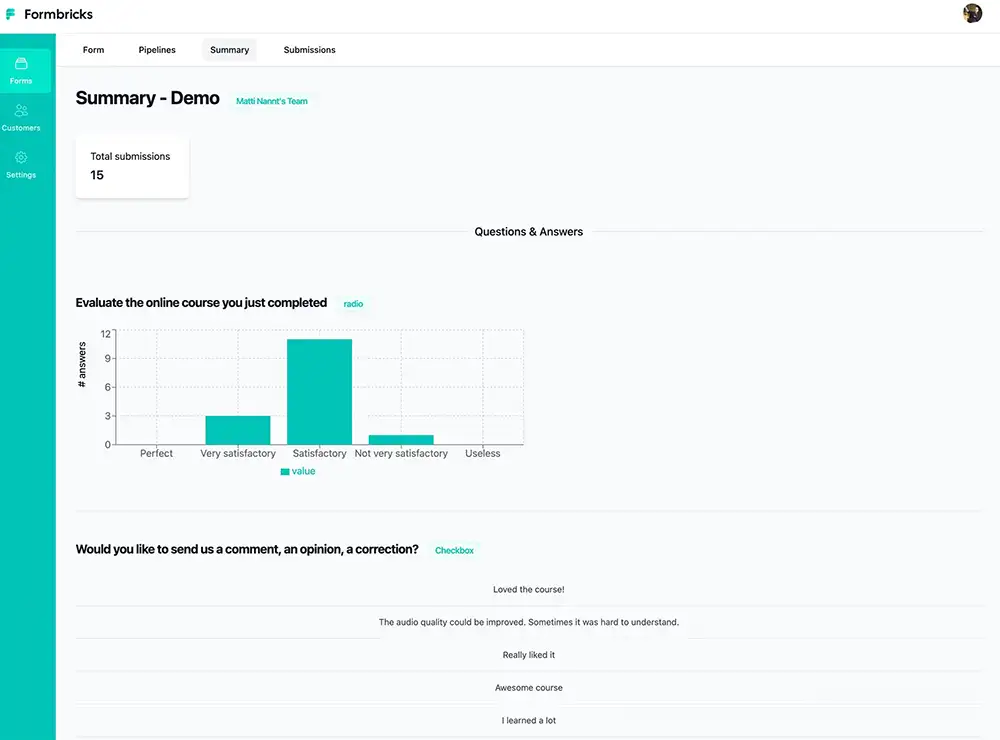 Formbricks
Form Pipelines Summary Submissions
Forms
Customers
Settings
Summary - Demo Matti Nannt's Team
Total submissions
15
Questions & Answers
Evaluate the online course you just completed radio
# answers
12
9
6
3
0
Perfect Very satisfactory Satisfactory Not very satisfactory Useless
value
Would you like to send us a comment, an opinion, a correction? Checkbox
Loved the course!
The audio quality could be improved. Sometimes it was hard to understand.
Really liked it
Awesome course
I learned a lot